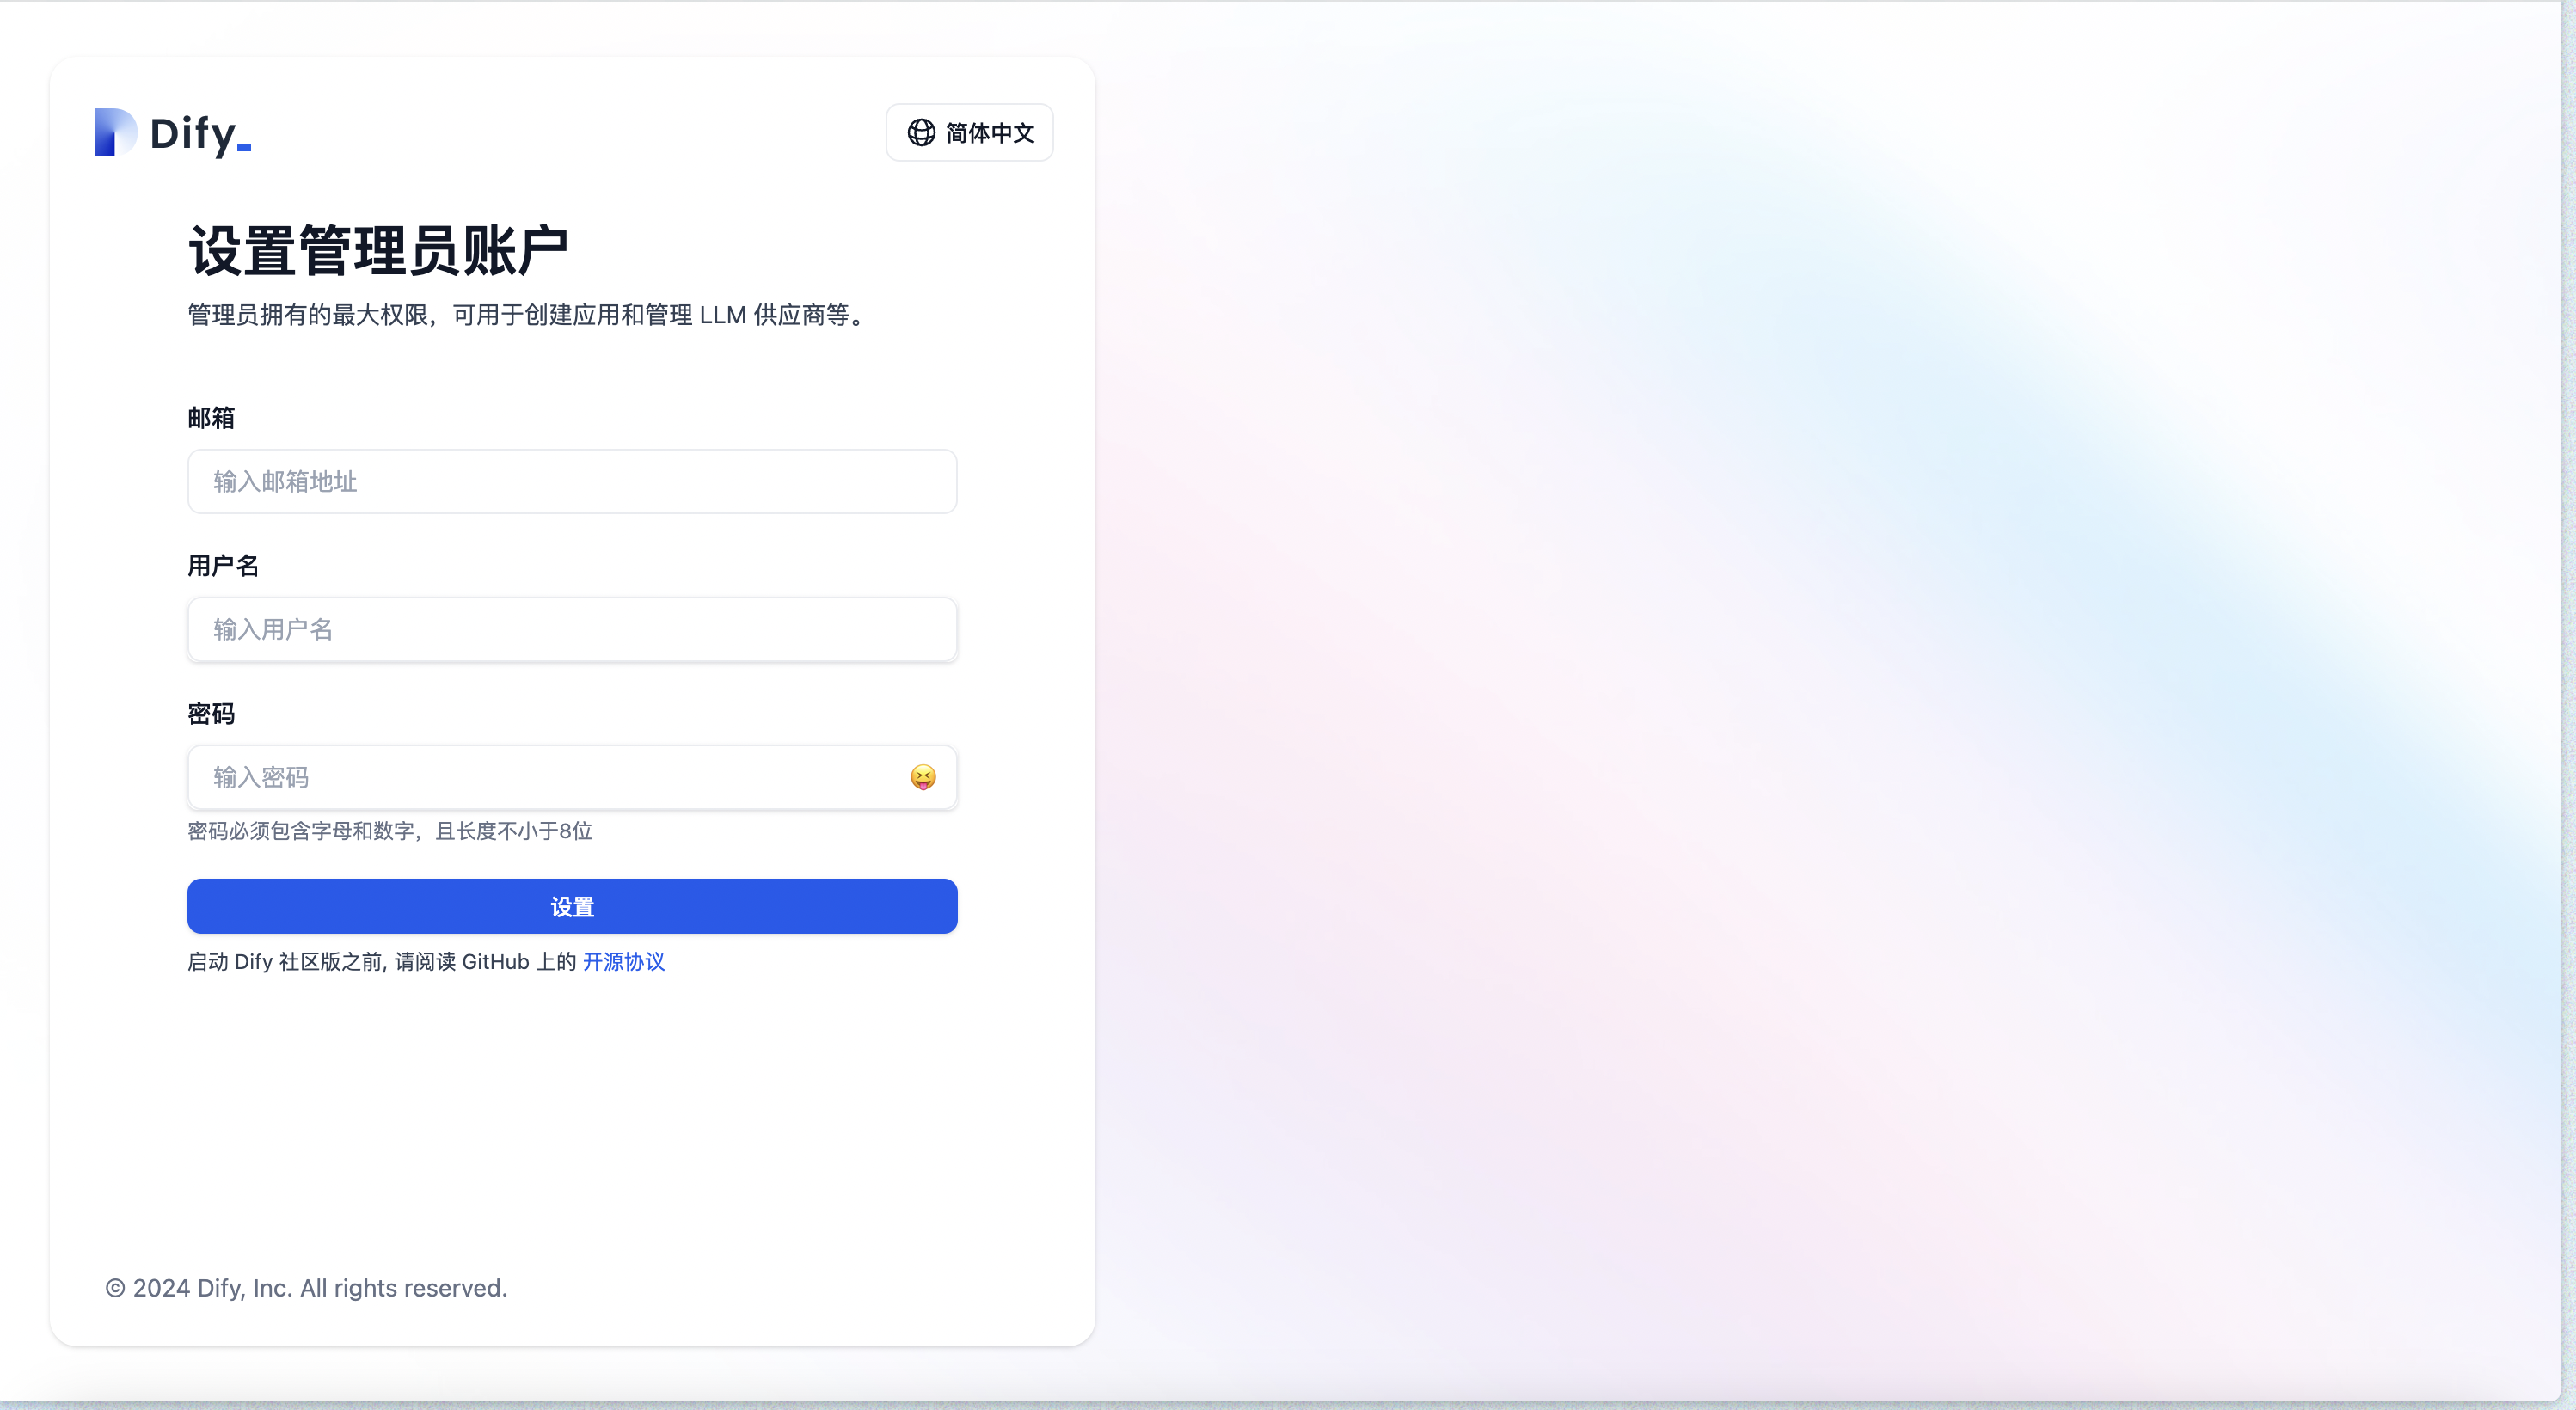 Dify_
简体中文
设置管理员账户
管理员拥有的最大权限，可用于创建应用和管理 LLM 供应商等。
邮箱
输入邮箱地址
用户名
输入用户名
密码
输入密码
密码必须包含字母和数字，且长度不小于8位
设置
启动 Dify 社区版之前, 请阅读 GitHub 上的 开源协议
© 2024 Dify, Inc. All rights reserved.